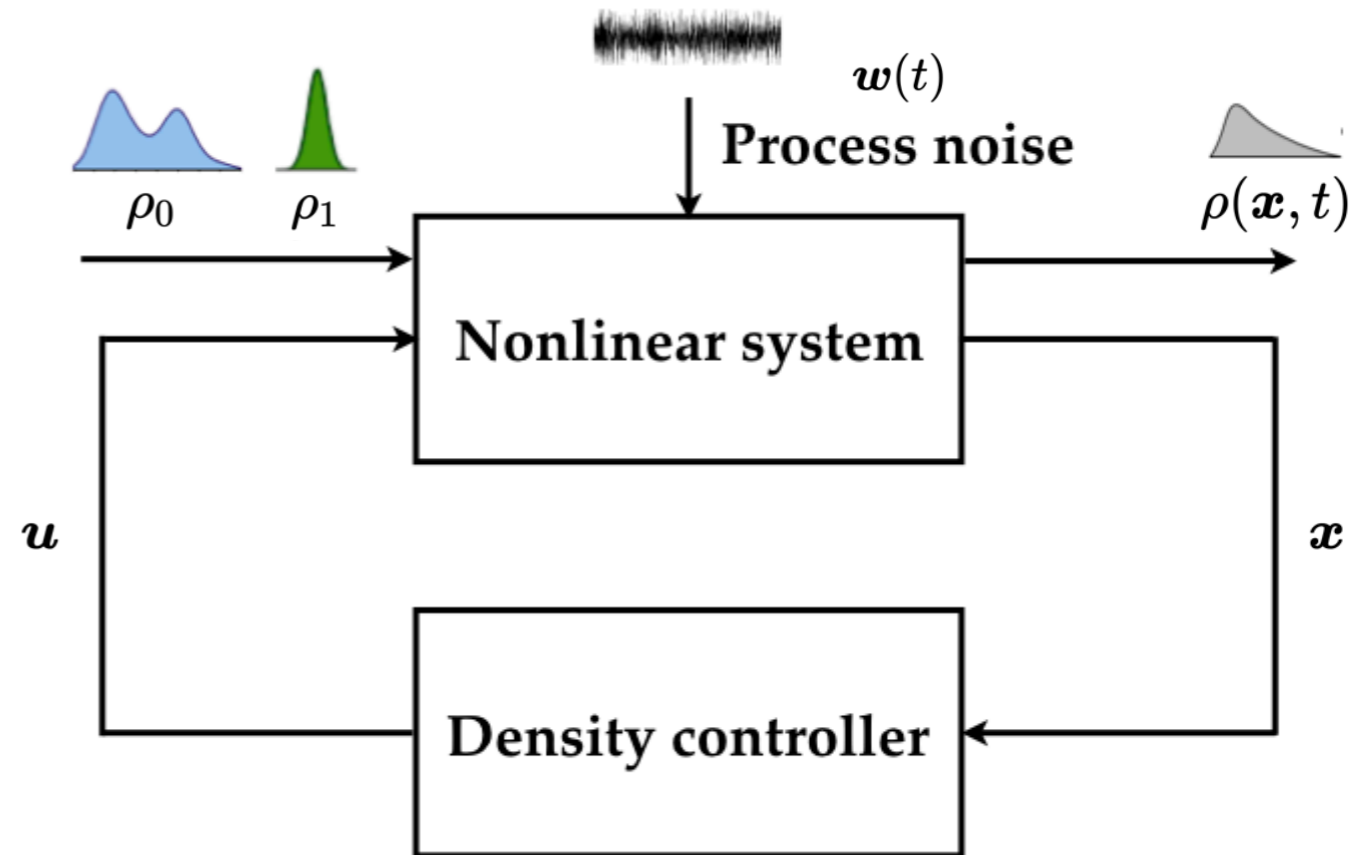 𝒘(t)
Process noise
ρ₀ ρ₁
ρ(𝒙, t)
Nonlinear system
𝒖
𝒙
Density controller